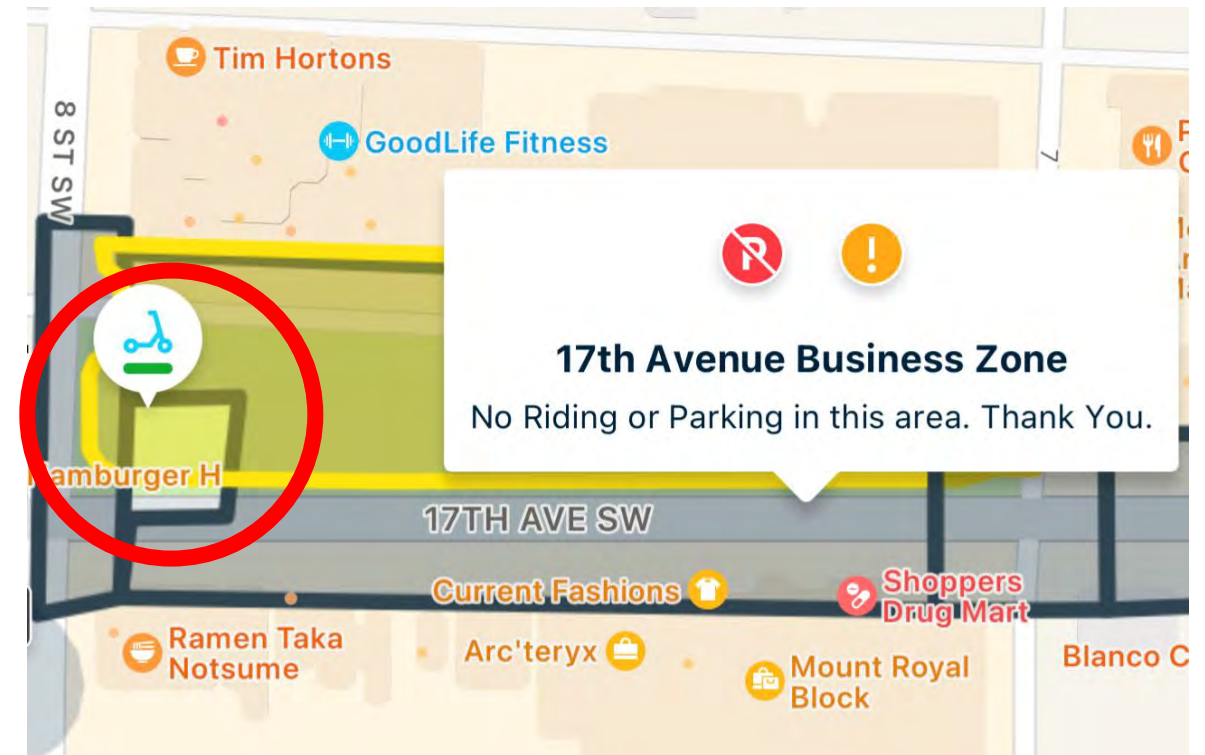 Tim Hortons
8 ST SW
GoodLife Fitness
7
17th Avenue Business Zone
No Riding or Parking in this area. Thank You.
amburger H
17TH AVE SW
Current Fashions
Shoppers
Drug Mart
Ramen Taka
Notsume
Arc'teryx
Mount Royal
Block
Blanco C